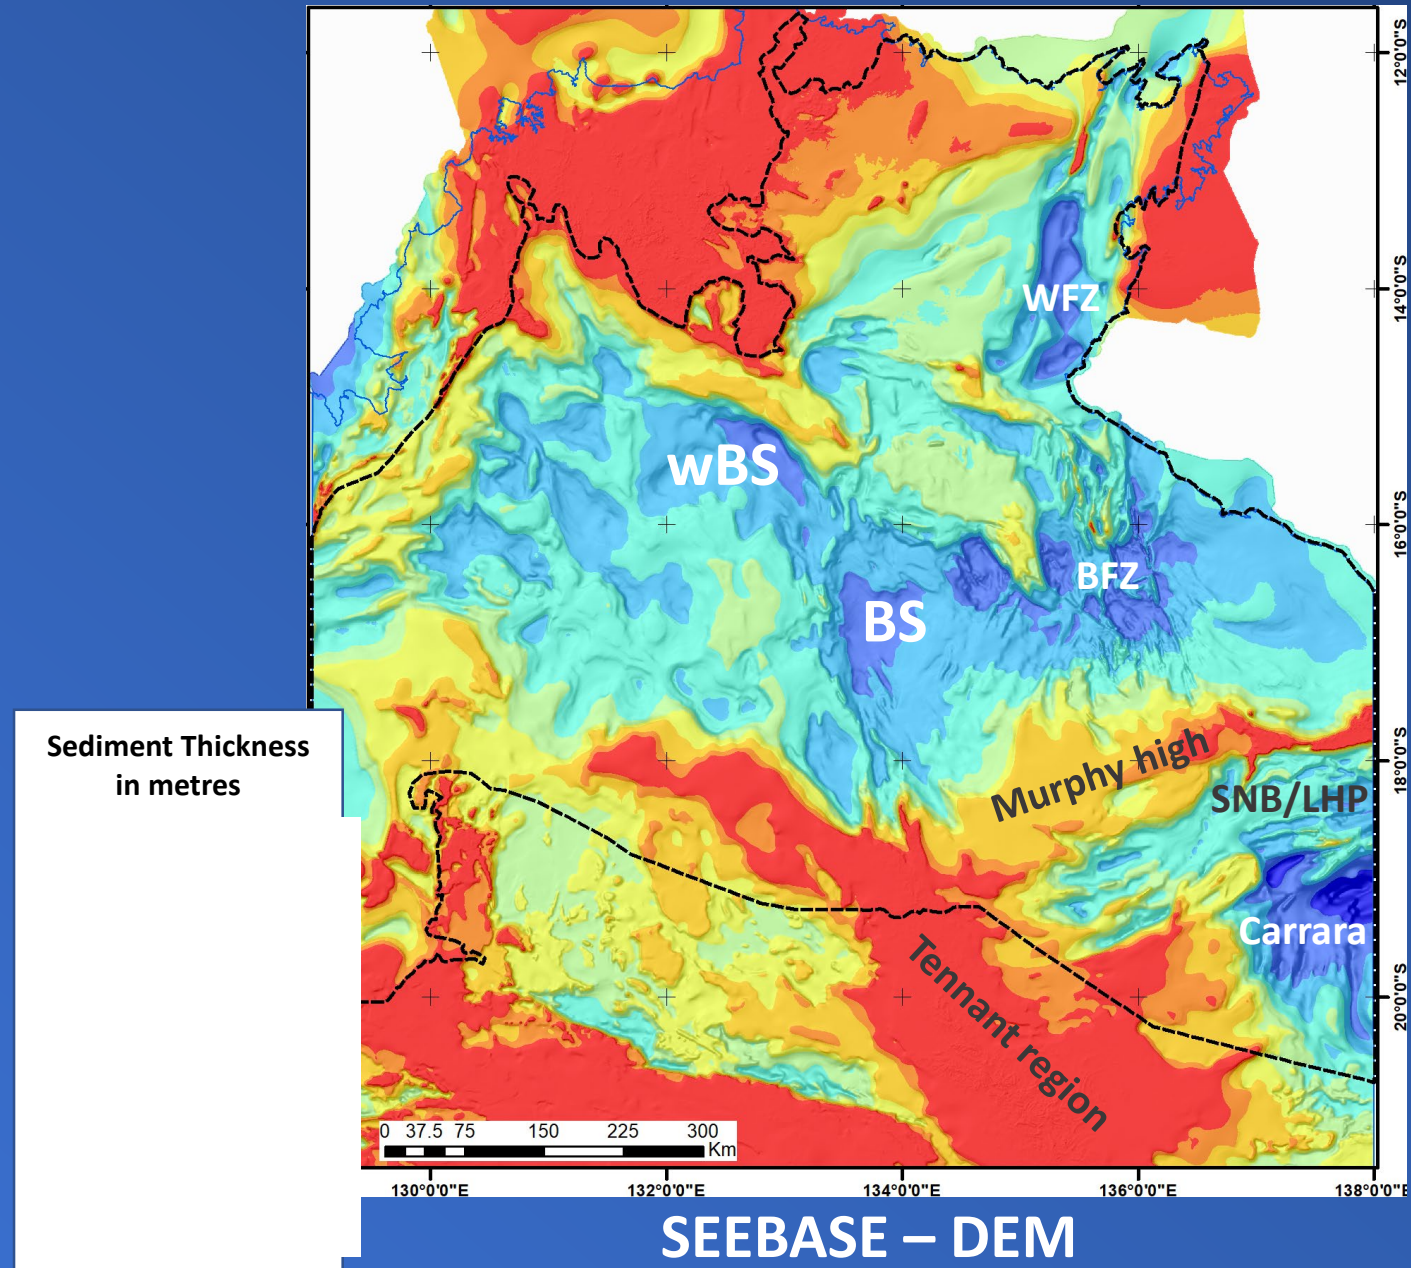 12°0'0"S
14°0'0"S
16°0'0"S
18°0'0"S
20°0'0"S
WFZ
wBS
BFZ
BS
Murphy high
SNB/LHP
Carrara
Tennant region
Sediment Thickness
in metres
0 37.5 75 150 225 300
Km
130°0'0"E 132°0'0"E 134°0'0"E 136°0'0"E 138°0'0"E
SEEBASE – DEM